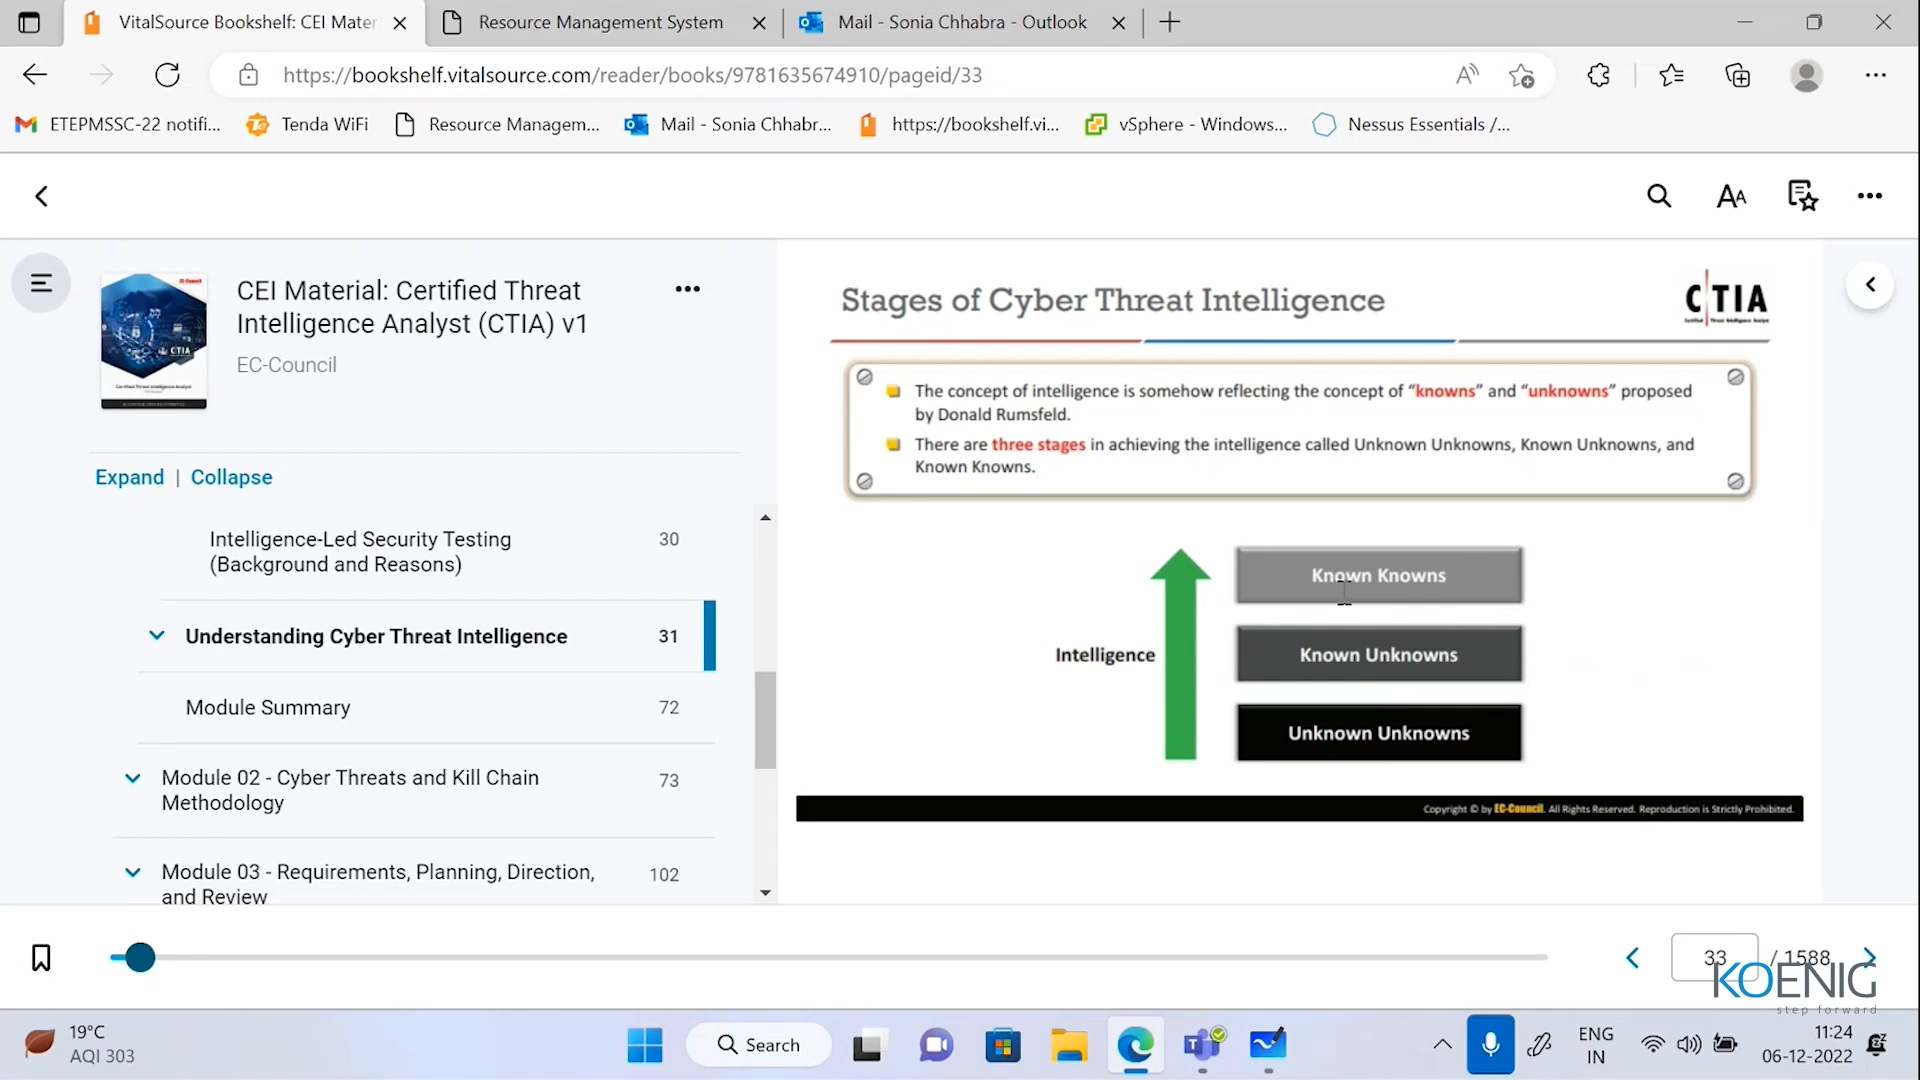 VitalSource Bookshelf: CEI Mater
Resource Management System
Mail - Sonia Chhabra - Outlook
https://bookshelf.vitalsource.com/reader/books/9781635674910/pageid/33
ETEPMSSC-22 notifi...
Tenda WiFi
Resource Managem...
Mail - Sonia Chhabr...
https://bookshelf.vi...
vSphere - Windows...
Nessus Essentials /...
CEI Material: Certified Threat
Intelligence Analyst (CTIA) v1
EC-Council
Expand | Collapse
Intelligence-Led Security Testing
(Background and Reasons)
30
Understanding Cyber Threat Intelligence
31
Module Summary
72
Module 02 - Cyber Threats and Kill Chain
Methodology
73
Module 03 - Requirements, Planning, Direction,
and Review
102
Stages of Cyber Threat Intelligence
CTIA
Certified Threat Intelligence Analyst
The concept of intelligence is somehow reflecting the concept of "knowns" and "unknowns" proposed
by Donald Rumsfeld.
There are three stages in achieving the intelligence called Unknown Unknowns, Known Unknowns, and
Known Knowns.
Intelligence
Known Knowns
Known Unknowns
Unknown Unknowns
Copyright © by EC-Council. All Rights Reserved. Reproduction is Strictly Prohibited.
33 / 1588
KOENIG
step forward
19°C
AQI 303
Search
ENG
IN
11:24
06-12-2022